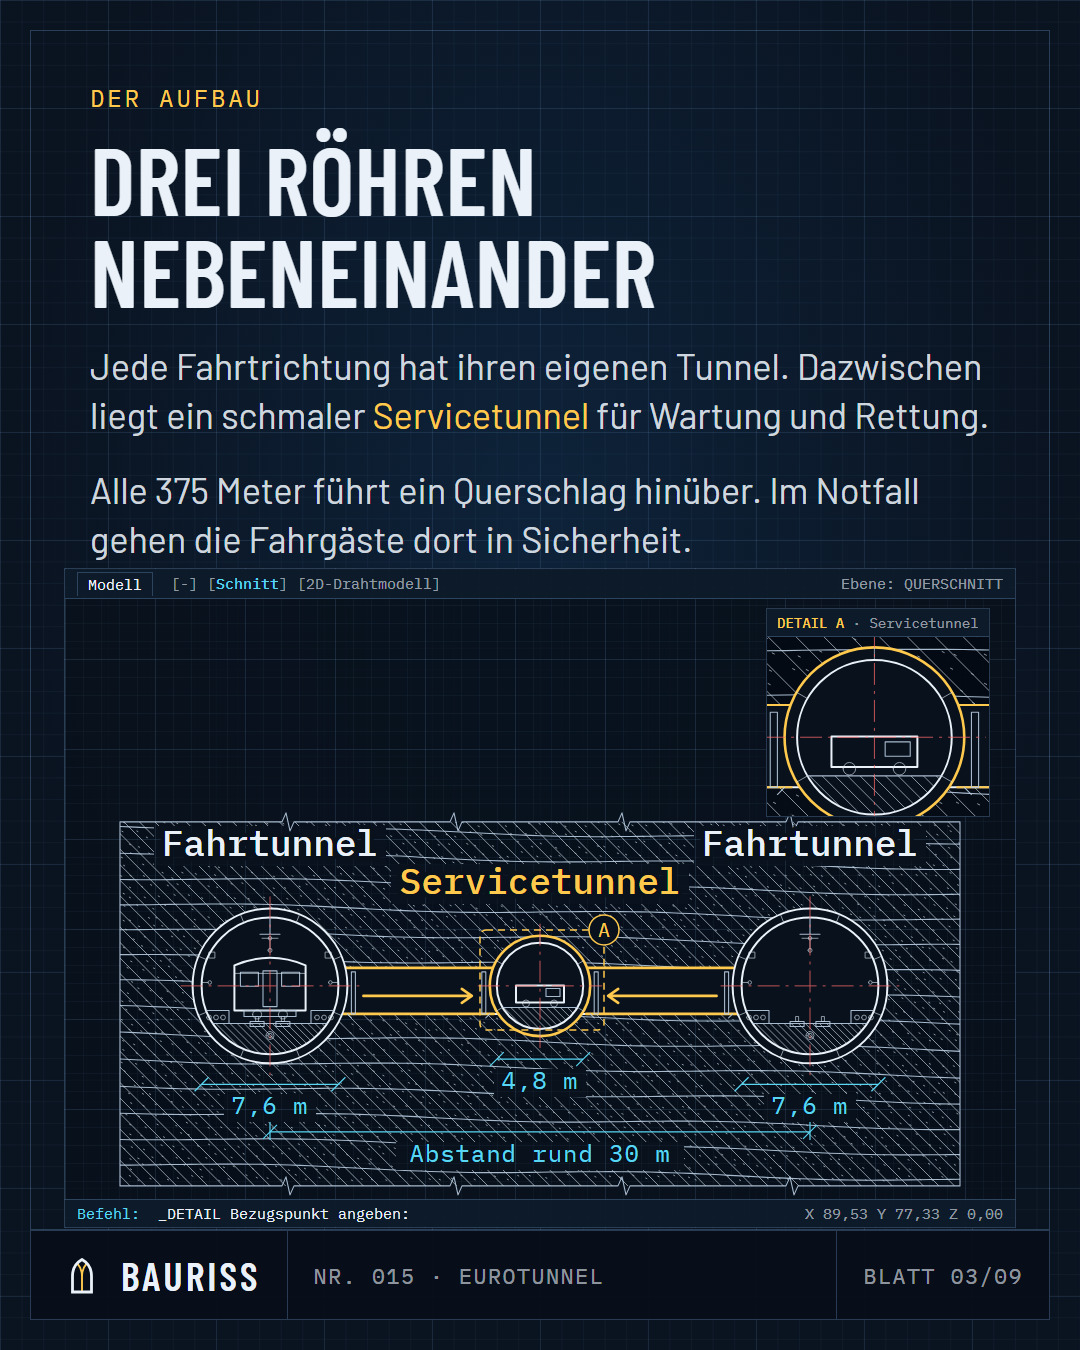 DER AUFBAU
DREI RÖHREN
NEBENEINANDER
Jede Fahrtrichtung hat ihren eigenen Tunnel. Dazwischen
liegt ein schmaler Servicetunnel für Wartung und Rettung.
Alle 375 Meter führt ein Querschlag hinüber. Im Notfall
gehen die Fahrgäste dort in Sicherheit.
Modell [-] [Schnitt] [2D-Drahtmodell] Ebene: QUERSCHNITT
DETAIL A · Servicetunnel
Fahrtunnel Fahrtunnel
Servicetunnel
A
4,8 m
7,6 m 7,6 m
Abstand rund 30 m
Befehl: _DETAIL Bezugspunkt angeben: X 89,53 Y 77,33 Z 0,00
BAURISS NR. 015 · EUROTUNNEL BLATT 03/09